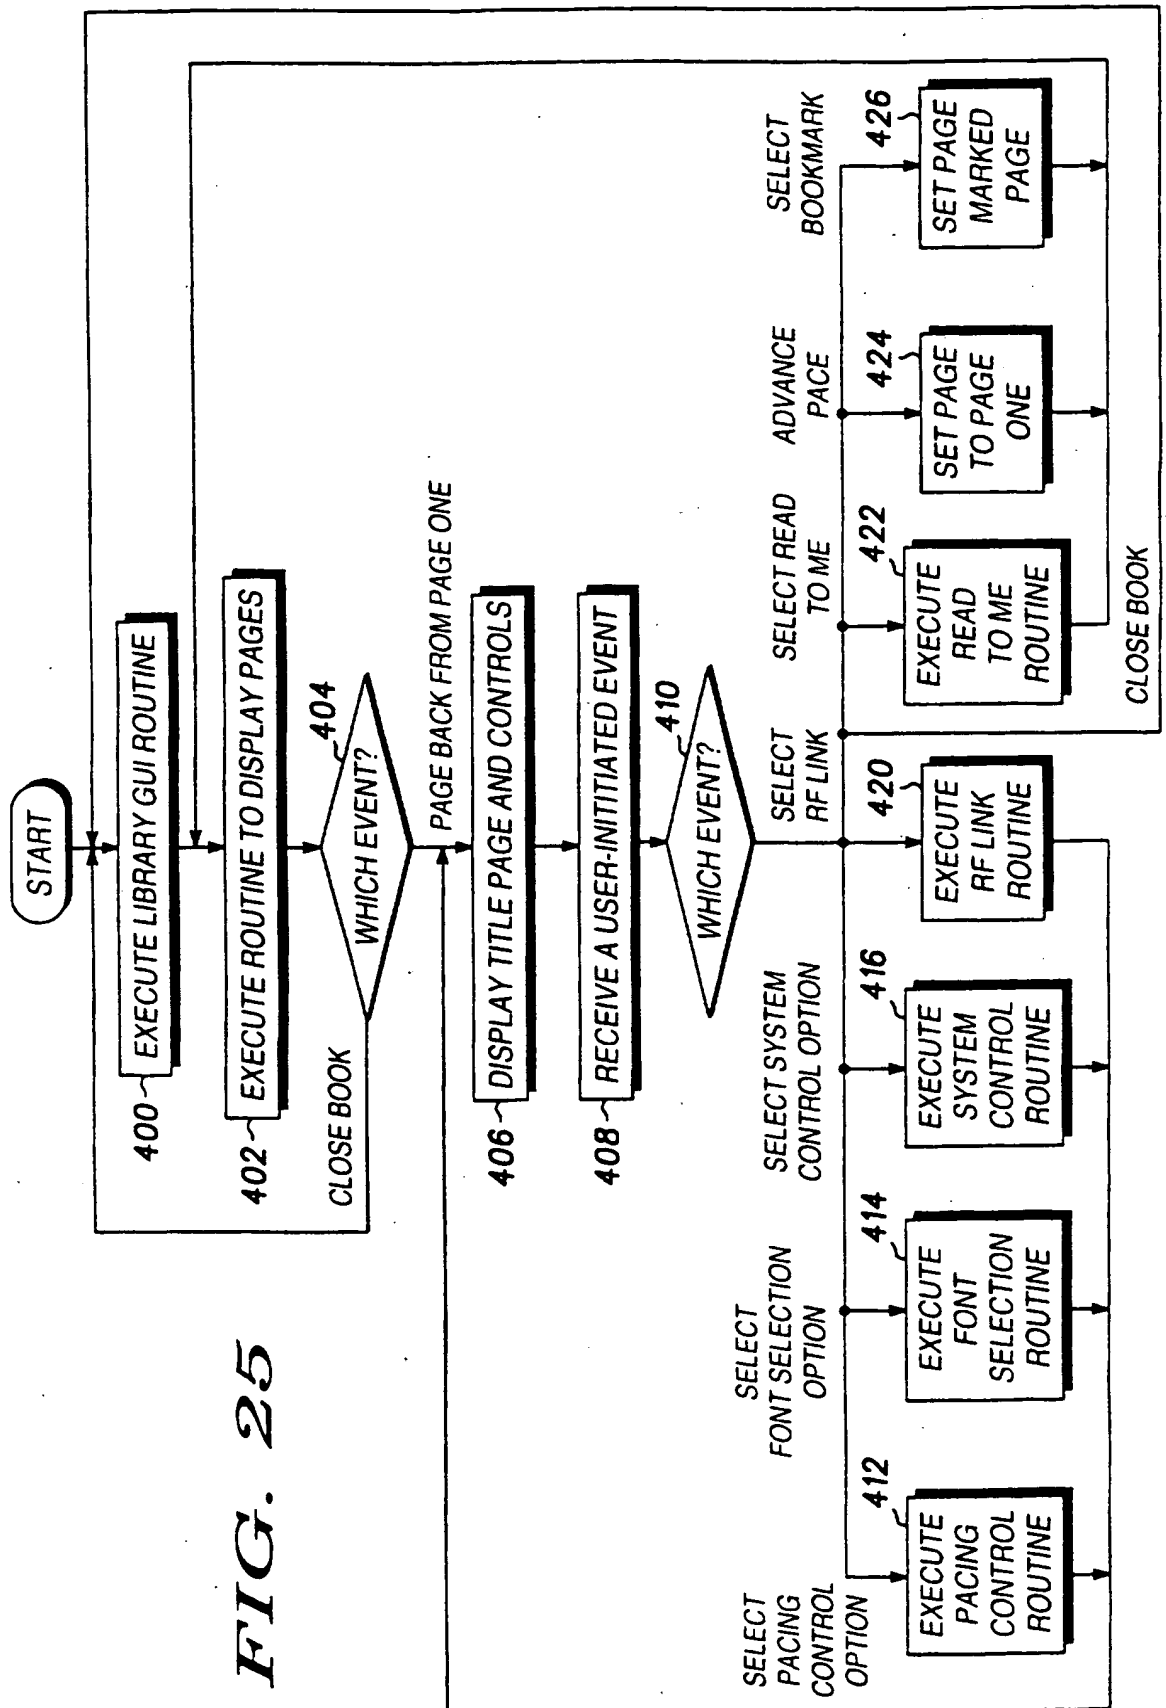 FIG. 25
START
400
EXECUTE LIBRARY GUI ROUTINE
402
EXECUTE ROUTINE TO DISPLAY PAGES
404
WHICH EVENT?
CLOSE BOOK
PAGE BACK FROM PAGE ONE
406
DISPLAY TITLE PAGE AND CONTROLS
408
RECEIVE A USER-INITITATED EVENT
410
WHICH EVENT?
SELECT
PACING
CONTROL
OPTION
412
EXECUTE
PACING
CONTROL
ROUTINE
SELECT
FONT SELECTION
OPTION
414
EXECUTE
FONT
SELECTION
ROUTINE
SELECT SYSTEM
CONTROL OPTION
416
EXECUTE
SYSTEM
CONTROL
ROUTINE
SELECT
RF LINK
420
EXECUTE
RF LINK
ROUTINE
SELECT READ
TO ME
422
EXECUTE
READ
TO ME
ROUTINE
ADVANCE
PACE
424
SET PAGE
TO PAGE
ONE
SELECT
BOOKMARK
426
SET PAGE
MARKED
PAGE
CLOSE BOOK